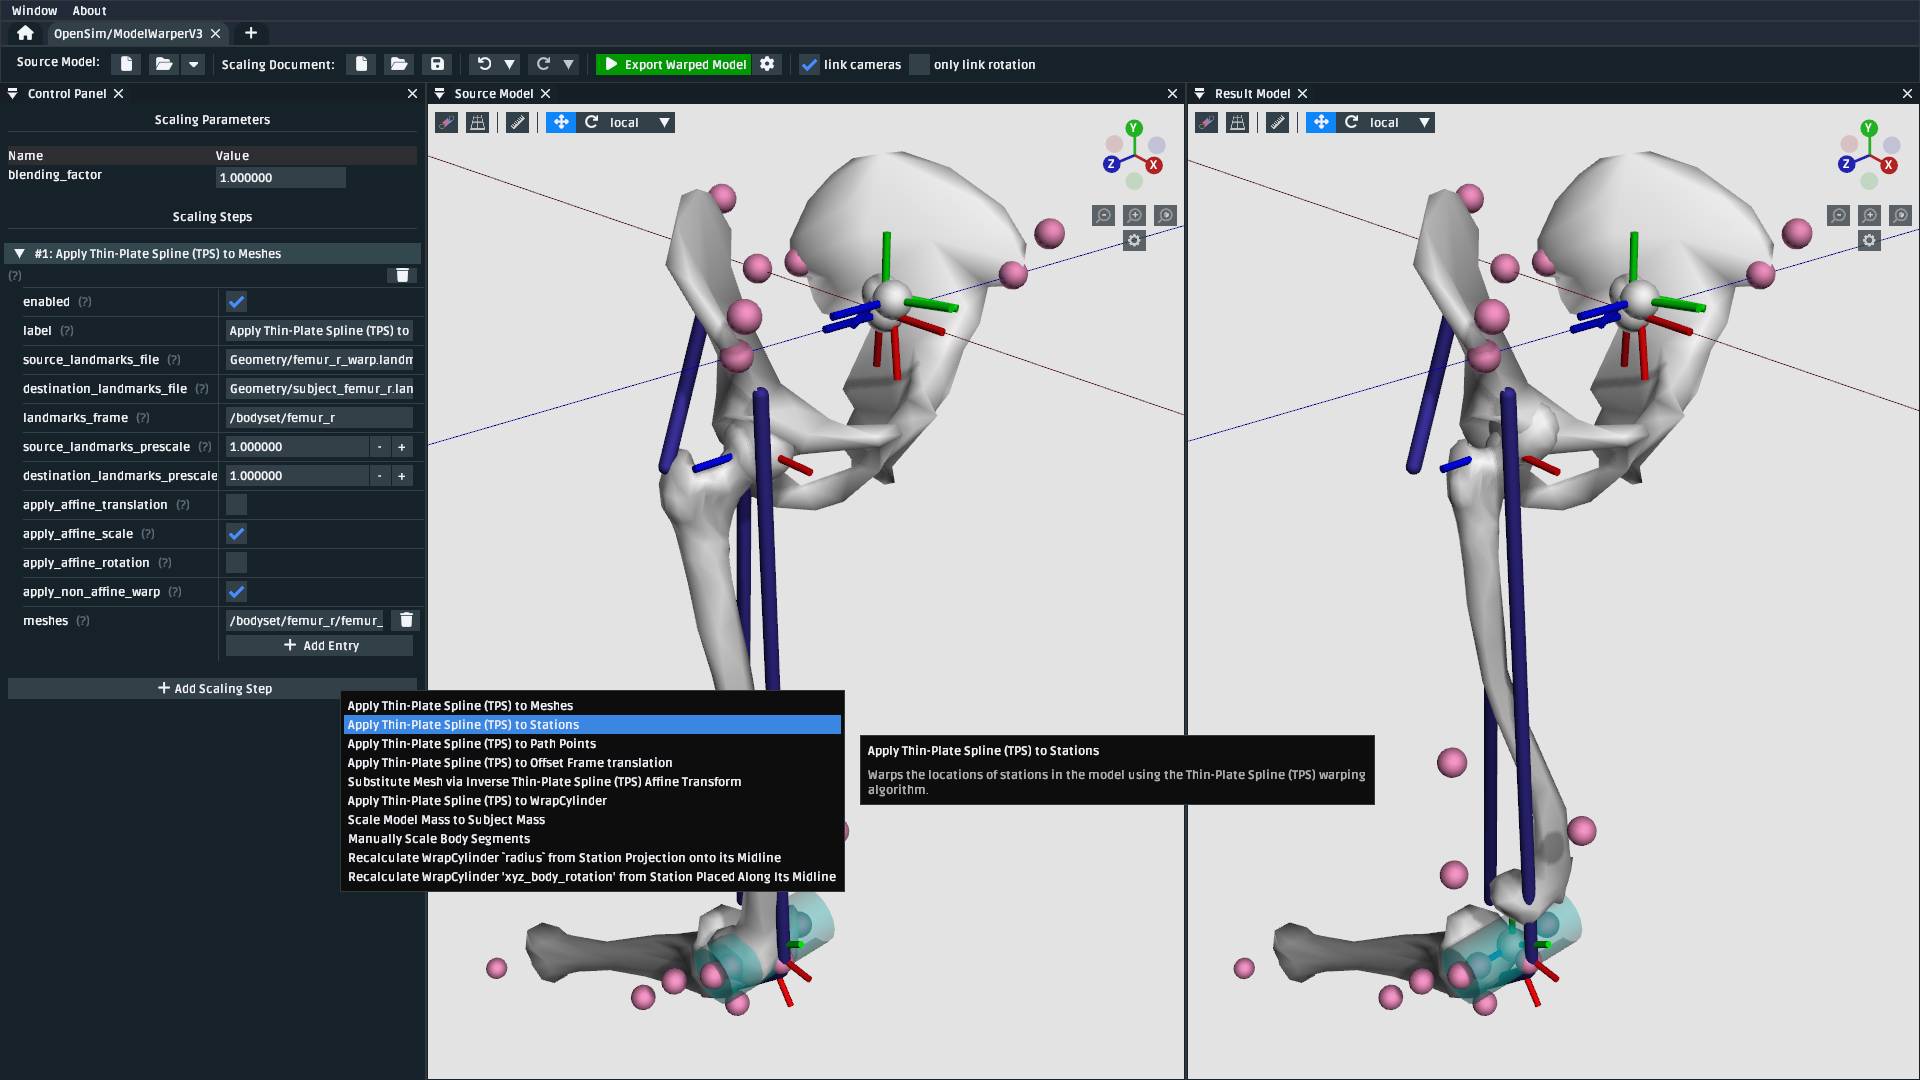 Window About
OpenSim/ModelWarperV3
Source Model: Scaling Document: Export Warped Model link cameras only link rotation
Control Panel
Scaling Parameters
Name Value
blending_factor 1.000000
Scaling Steps
#1: Apply Thin-Plate Spline (TPS) to Meshes
(?)
enabled (?)
label (?) Apply Thin-Plate Spline (TPS) to
source_landmarks_file (?) Geometry/femur_r_warp.landm
destination_landmarks_file (?) Geometry/subject_femur_r.lan
landmarks_frame (?) /bodyset/femur_r
source_landmarks_prescale (?) 1.000000 - +
destination_landmarks_prescale 1.000000 - +
apply_affine_translation (?)
apply_affine_scale (?)
apply_affine_rotation (?)
apply_non_affine_warp (?)
meshes (?) /bodyset/femur_r/femur_
Add Entry
Add Scaling Step
Apply Thin-Plate Spline (TPS) to Meshes
Apply Thin-Plate Spline (TPS) to Stations
Apply Thin-Plate Spline (TPS) to Path Points
Apply Thin-Plate Spline (TPS) to Offset Frame translation
Substitute Mesh via Inverse Thin-Plate Spline (TPS) Affine Transform
Apply Thin-Plate Spline (TPS) to WrapCylinder
Scale Model Mass to Subject Mass
Manually Scale Body Segments
Recalculate WrapCylinder `radius` from Station Projection onto its Midline
Recalculate WrapCylinder 'xyz_body_rotation' from Station Placed Along Its Midline
Apply Thin-Plate Spline (TPS) to Stations
Warps the locations of stations in the model using the Thin-Plate Spline (TPS) warping
algorithm.
Source Model
local
Y
Z X
Result Model
local
Y
Z X